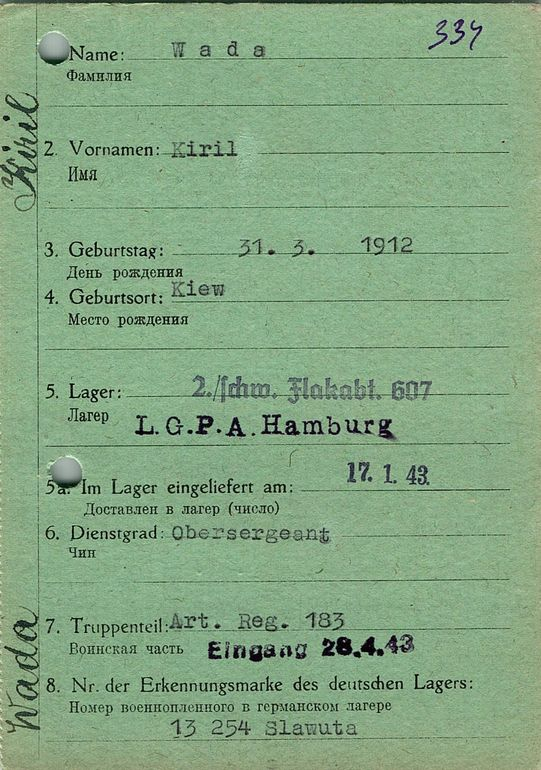 334
Name: Wada
Фамилия
Kiril
2. Vornamen: Kiril
Имя
3. Geburtstag: 31. 3. 1912
День рождения
4. Geburtsort: Kiew
Место рождения
5. Lager: 2./schw. Flakabt. 607
Лагер
L.G.P.A. Hamburg
5a. Im Lager eingeliefert am: 17. 1. 43
Доставлен в лагер (число)
6. Dienstgrad: Obersergeant
Чин
Wada
7. Truppenteil: Art. Reg. 183
Воинская часть Eingang 28.4.43
8. Nr. der Erkennungsmarke des deutschen Lagers:
Номер военнопленного в германском лагере
13 254 Slawuta